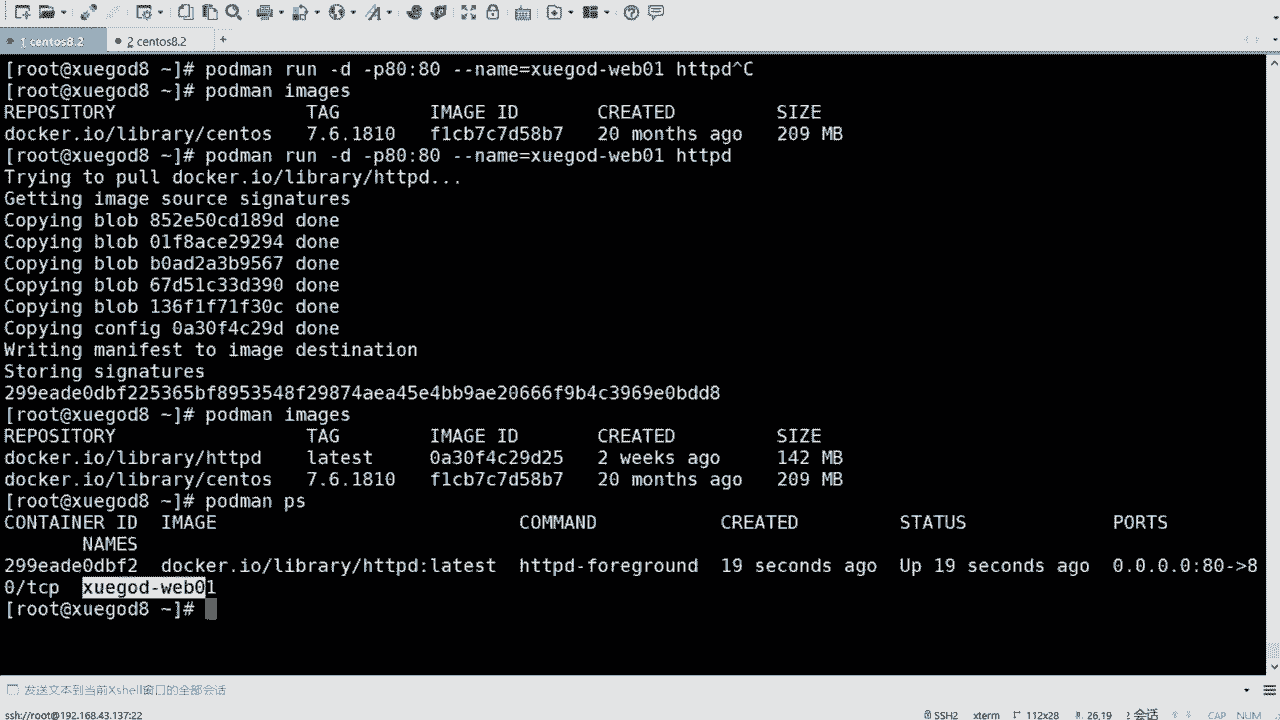 1 centos8.2
2 centos8.2
+
[root@xuegod8 ~]# podman run -d -p80:80 --name=xuegod-web01 httpd^C
[root@xuegod8 ~]# podman images
REPOSITORY TAG IMAGE ID CREATED SIZE
docker.io/library/centos 7.6.1810 f1cb7c7d58b7 20 months ago 209 MB
[root@xuegod8 ~]# podman run -d -p80:80 --name=xuegod-web01 httpd
Trying to pull docker.io/library/httpd...
Getting image source signatures
Copying blob 852e50cd189d done
Copying blob 01f8ace29294 done
Copying blob b0ad2a3b9567 done
Copying blob 67d51c33d390 done
Copying blob 136f1f71f30c done
Copying config 0a30f4c29d done
Writing manifest to image destination
Storing signatures
299eade0dbf225365bf8953548f29874aea45e4bb9ae20666f9b4c3969e0bdd8
[root@xuegod8 ~]# podman images
REPOSITORY TAG IMAGE ID CREATED SIZE
docker.io/library/httpd latest 0a30f4c29d25 2 weeks ago 142 MB
docker.io/library/centos 7.6.1810 f1cb7c7d58b7 20 months ago 209 MB
[root@xuegod8 ~]# podman ps
CONTAINER ID IMAGE COMMAND CREATED STATUS PORTS
NAMES
299eade0dbf2 docker.io/library/httpd:latest httpd-foreground 19 seconds ago Up 19 seconds ago 0.0.0.0:80->8
0/tcp xuegod-web01
[root@xuegod8 ~]#
发送文本到当前Xshell窗口的全部会话
ssh://root@192.168.43.137:22 SSH2 xterm 112x28 26,19 2 会话 CAP NUM